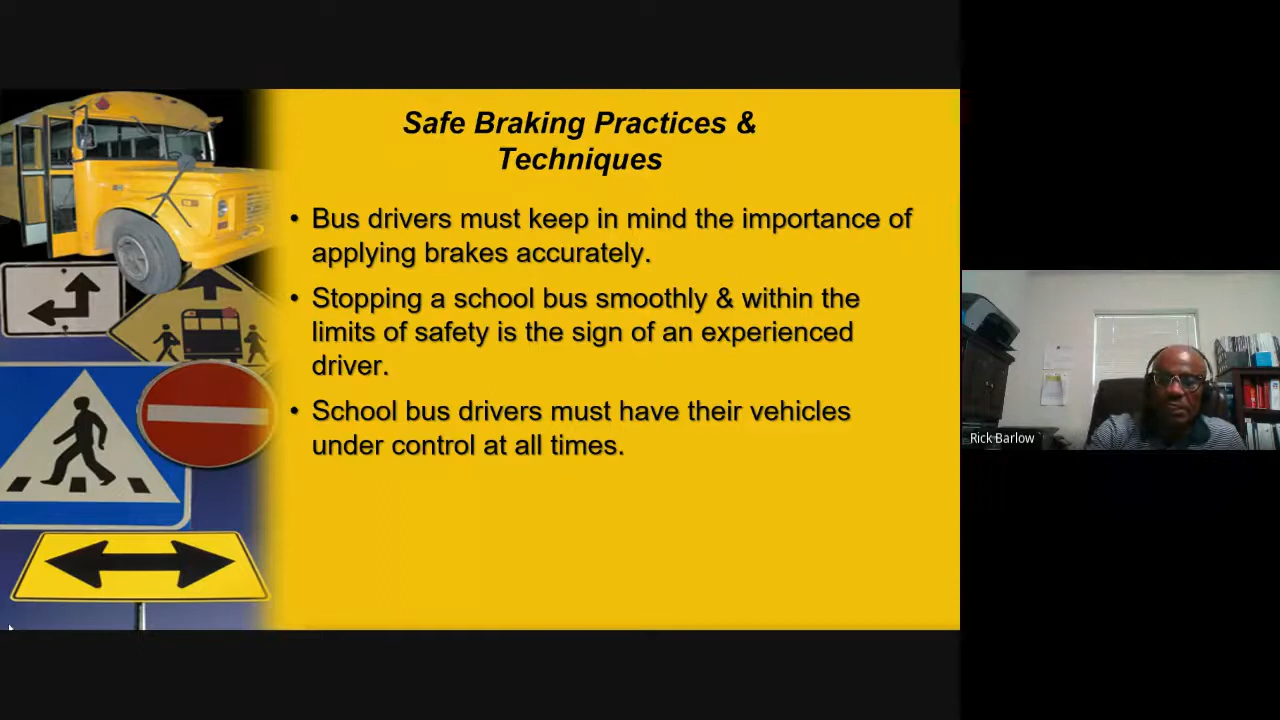 Safe Braking Practices &
Techniques
• Bus drivers must keep in mind the importance of
applying brakes accurately.
• Stopping a school bus smoothly & within the
limits of safety is the sign of an experienced
driver.
• School bus drivers must have their vehicles
under control at all times.
Rick Barlow